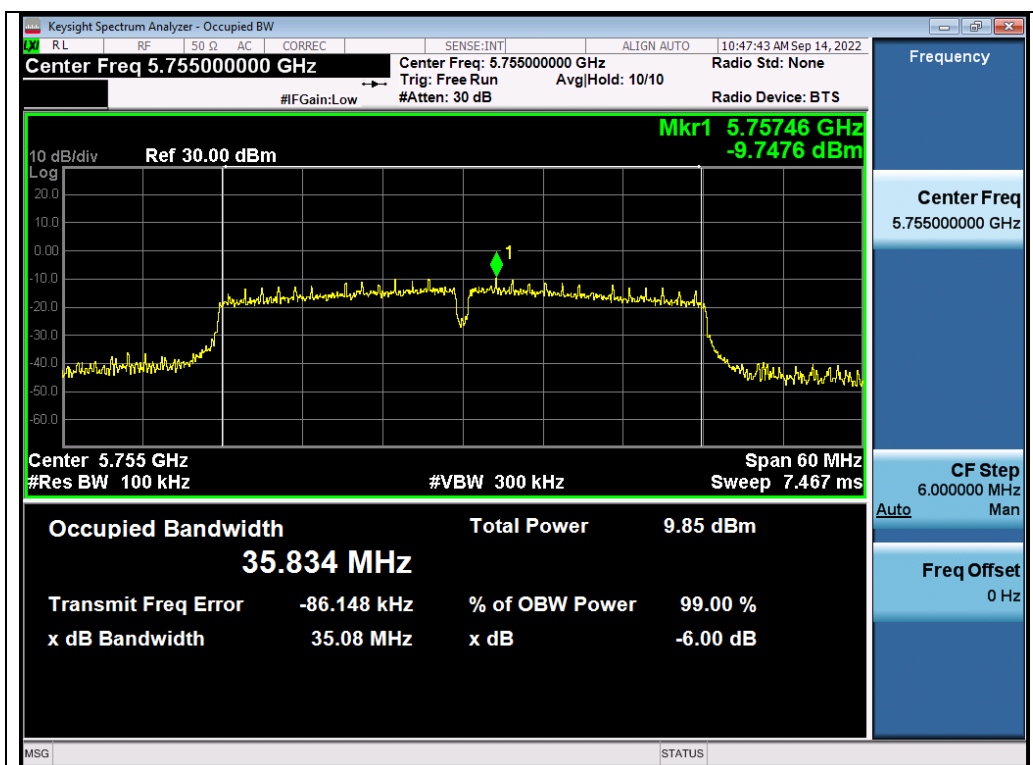 Keysight Spectrum Analyzer - Occupied BW
LXI RL RF 50 Ω AC CORREC SENSE:INT ALIGN AUTO 10:47:43 AM Sep 14, 2022
Center Freq 5.755000000 GHz
Center Freq: 5.755000000 GHz Radio Std: None
Trig: Free Run Avg|Hold: 10/10
#IFGain:Low #Atten: 30 dB Radio Device: BTS
Mkr1 5.75746 GHz
-9.7476 dBm
10 dB/div Ref 30.00 dBm
Log
20.0
10.0
0.00
-10.0
-20.0
-30.0
-40.0
-50.0
-60.0
1
Center 5.755 GHz Span 60 MHz
#Res BW 100 kHz #VBW 300 kHz Sweep 7.467 ms
Occupied Bandwidth Total Power 9.85 dBm
35.834 MHz
Transmit Freq Error -86.148 kHz % of OBW Power 99.00 %
x dB Bandwidth 35.08 MHz x dB -6.00 dB
Frequency
Center Freq
5.755000000 GHz
CF Step
6.000000 MHz
Auto Man
Freq Offset
0 Hz
MSG STATUS